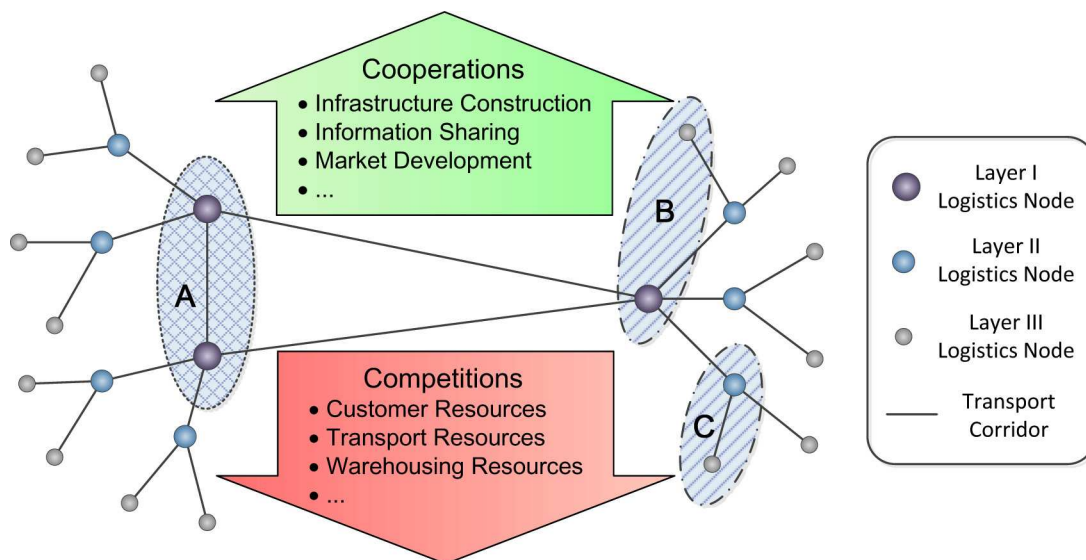 Cooperations
• Infrastructure Construction
• Information Sharing
• Market Development
• ...
A
B
C
Competitions
• Customer Resources
• Transport Resources
• Warehousing Resources
• ...
Layer I
Logistics Node
Layer II
Logistics Node
Layer III
Logistics Node
Transport
Corridor